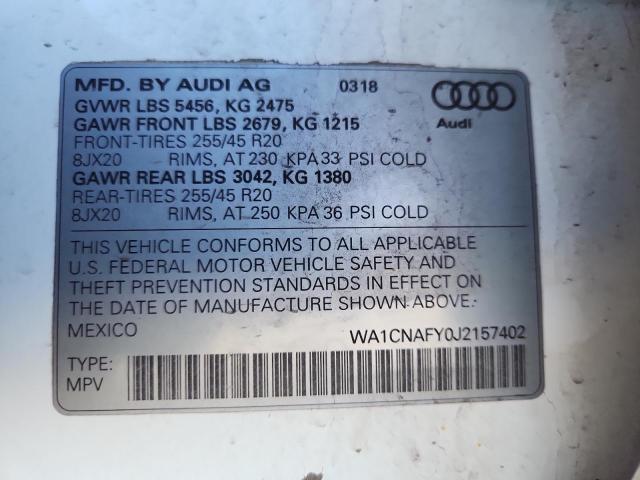 MFD. BY AUDI AG 0318
GVWR LBS 5456, KG 2475
GAWR FRONT LBS 2679, KG 1215
Audi
FRONT-TIRES 255/45 R20
8JX20 RIMS, AT 230 KPA 33 PSI COLD
GAWR REAR LBS 3042, KG 1380
REAR-TIRES 255/45 R20
8JX20 RIMS, AT 250 KPA 36 PSI COLD
THIS VEHICLE CONFORMS TO ALL APPLICABLE
U.S. FEDERAL MOTOR VEHICLE SAFETY AND
THEFT PREVENTION STANDARDS IN EFFECT ON
THE DATE OF MANUFACTURE SHOWN ABOVE.
MEXICO WA1CNAFY0J2157402
TYPE:
MPV